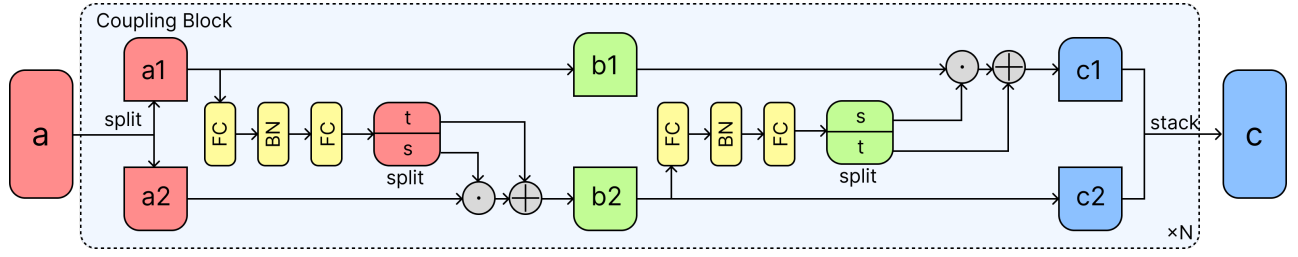 Coupling Block
a
split
a1
a2
FC
BN
FC
t
s
split
·
b1
b2
FC
BN
FC
s
t
split
·
c1
c2
stack
c
×N